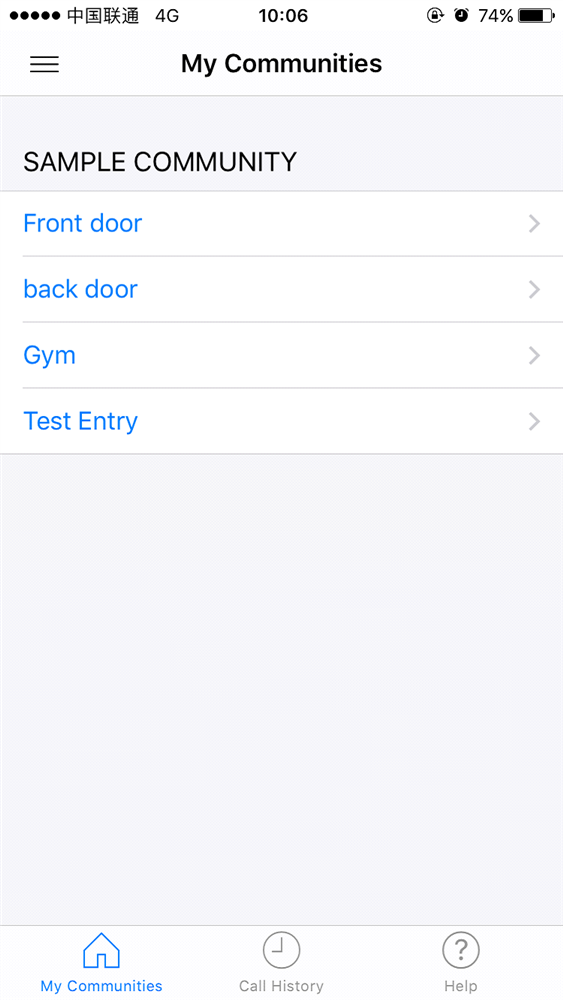 中国联通 4G 10:06 74%
My Communities
SAMPLE COMMUNITY
Front door
back door
Gym
Test Entry
My Communities Call History Help